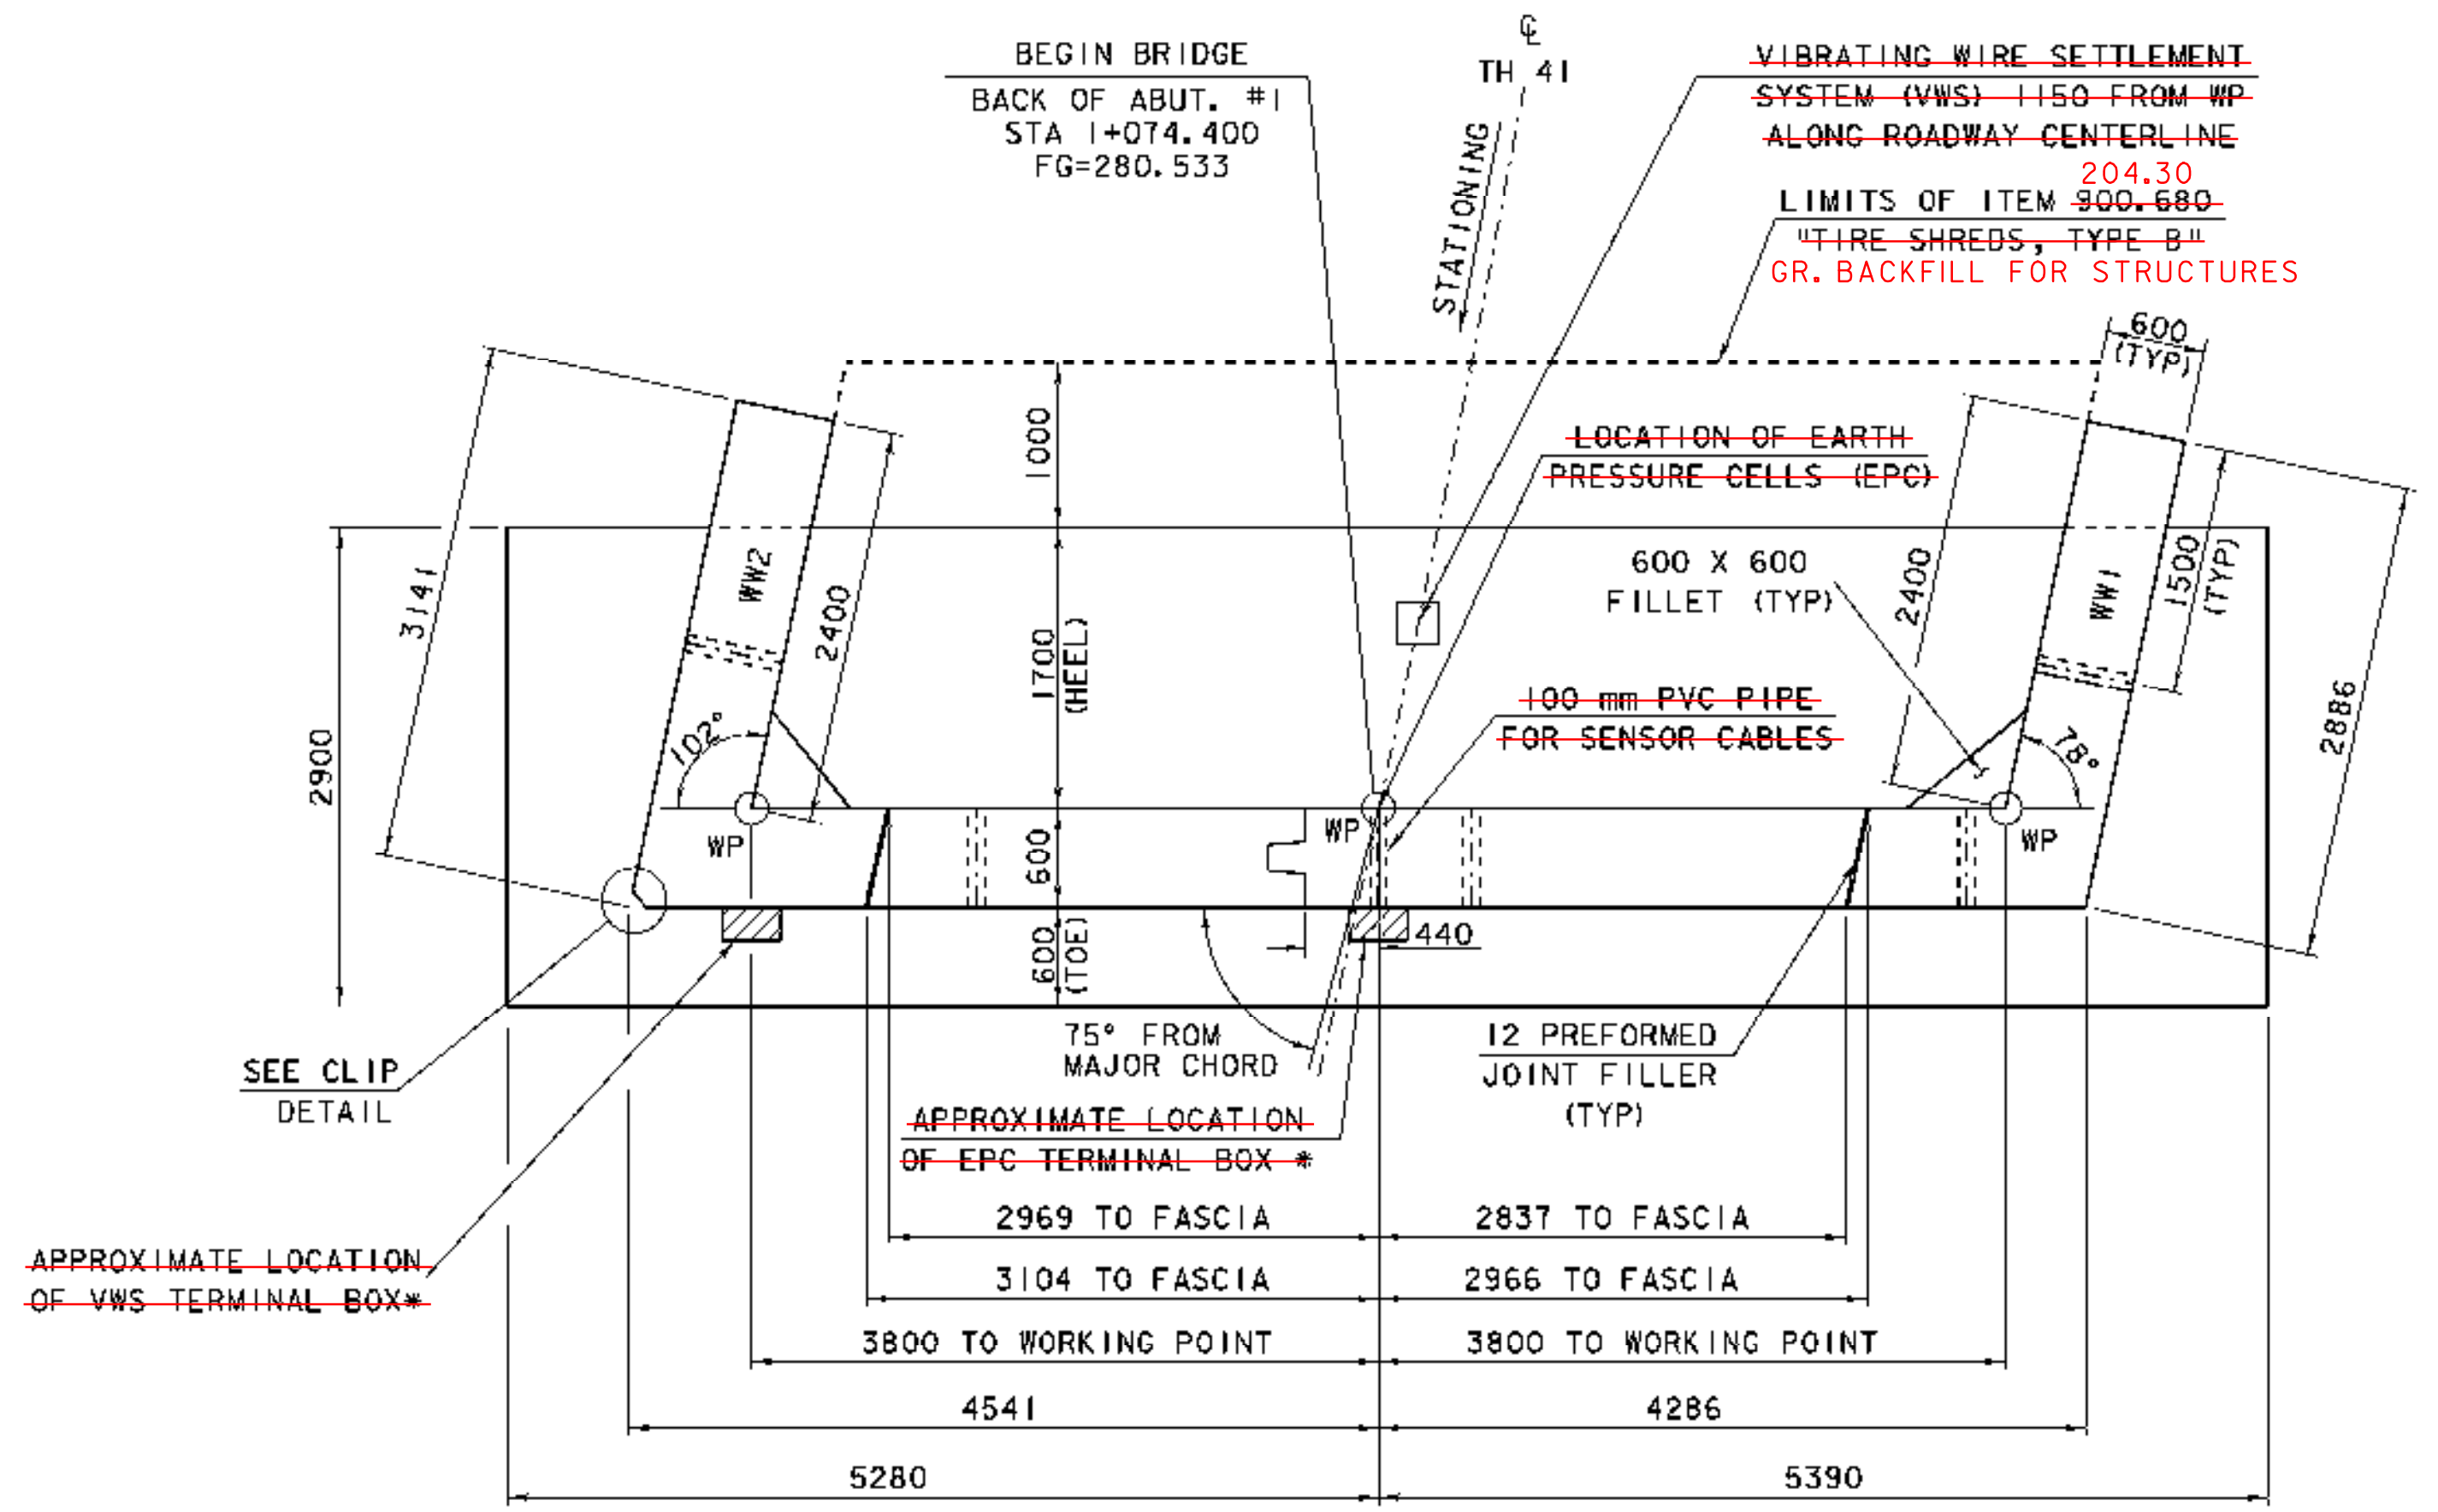 ℄
TH 41
BEGIN BRIDGE
BACK OF ABUT. #1
STA 1+074.400
FG=280.533
STATIONING
VIBRATING WIRE SETTLEMENT
SYSTEM (VWS) 1150 FROM WP
ALONG ROADWAY CENTERLINE
204.30
LIMITS OF ITEM 900.680
"TIRE SHREDS, TYPE B"
GR. BACKFILL FOR STRUCTURES
600
(TYP)
1000
LOCATION OF EARTH
PRESSURE CELLS (EPC)
3141
WW2
2400
1700
(HEEL)
600 X 600
FILLET (TYP)
2400
WW1
1500
(TYP)
2886
100 mm PVC PIPE
FOR SENSOR CABLES
102°
78°
2900
WP
600
WP
WP
600
(TOE)
440
75° FROM
MAJOR CHORD
12 PREFORMED
JOINT FILLER
(TYP)
SEE CLIP
DETAIL
APPROXIMATE LOCATION
OF EPC TERMINAL BOX *
APPROXIMATE LOCATION
OF VWS TERMINAL BOX*
2969 TO FASCIA
2837 TO FASCIA
3104 TO FASCIA
2966 TO FASCIA
3800 TO WORKING POINT
3800 TO WORKING POINT
4541
4286
5280
5390